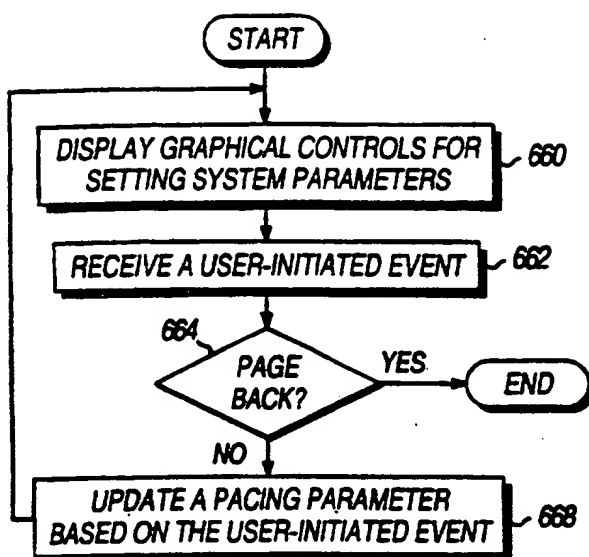 START
DISPLAY GRAPHICAL CONTROLS FOR
SETTING SYSTEM PARAMETERS
660
RECEIVE A USER-INITIATED EVENT
662
664
PAGE
BACK?
YES
END
NO
UPDATE A PACING PARAMETER
BASED ON THE USER-INITIATED EVENT
668